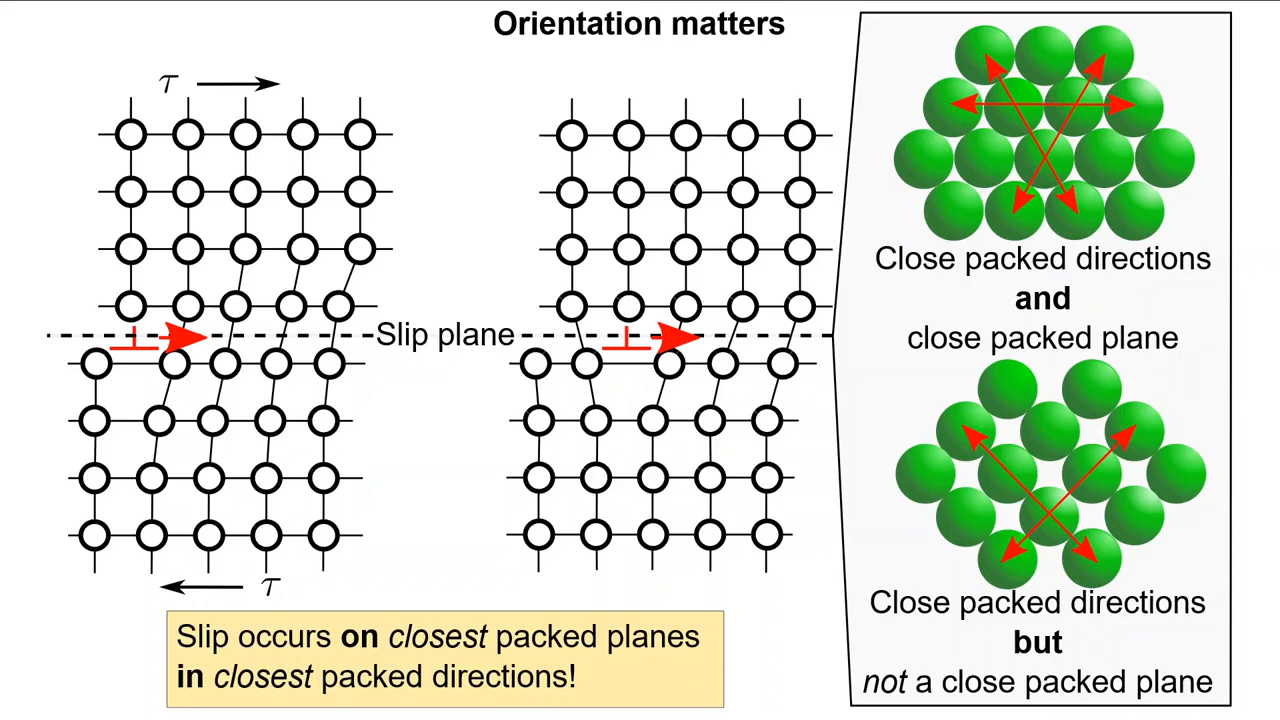 Orientation matters
τ
Slip plane
τ
Slip occurs on closest packed planes
in closest packed directions!
Close packed directions
and
close packed plane
Close packed directions
but
not a close packed plane